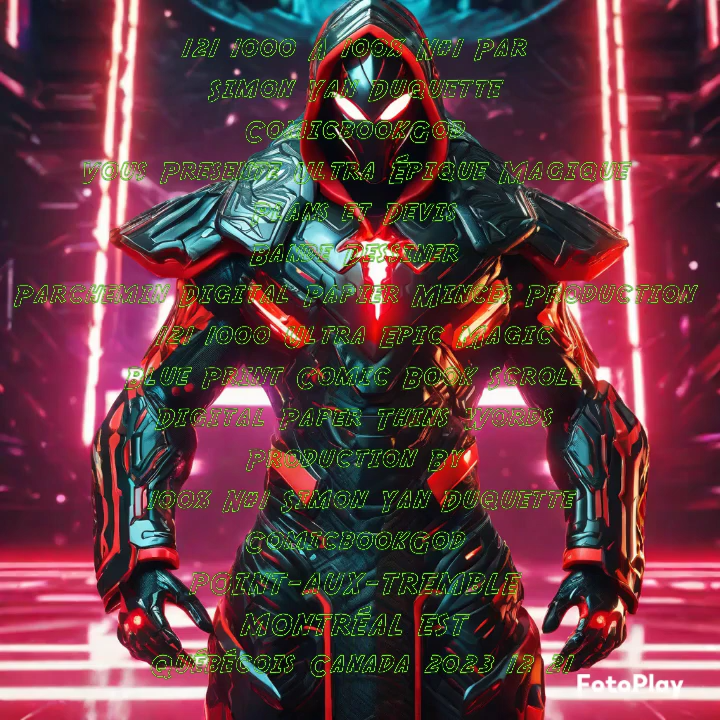 121 1000 A 100% N#1 Par
Simon Yan Duquette
ComicbookGod
Vous Presente Ultra Épique Magique
Plans et Devis
Bande Dessiner
Parchemin Digital Papier Minces Production
121 1000 Ultra Epic Magic
Blue Print Comic Book Scroll
Digital Paper Thins Words
Production By
100% N#1 Simon Yan Duquette
ComicbookGod
POINT-AUX-TREMBLE
MONTRÉAL EST
Québécois Canada 2023 12 21
FotoPlay